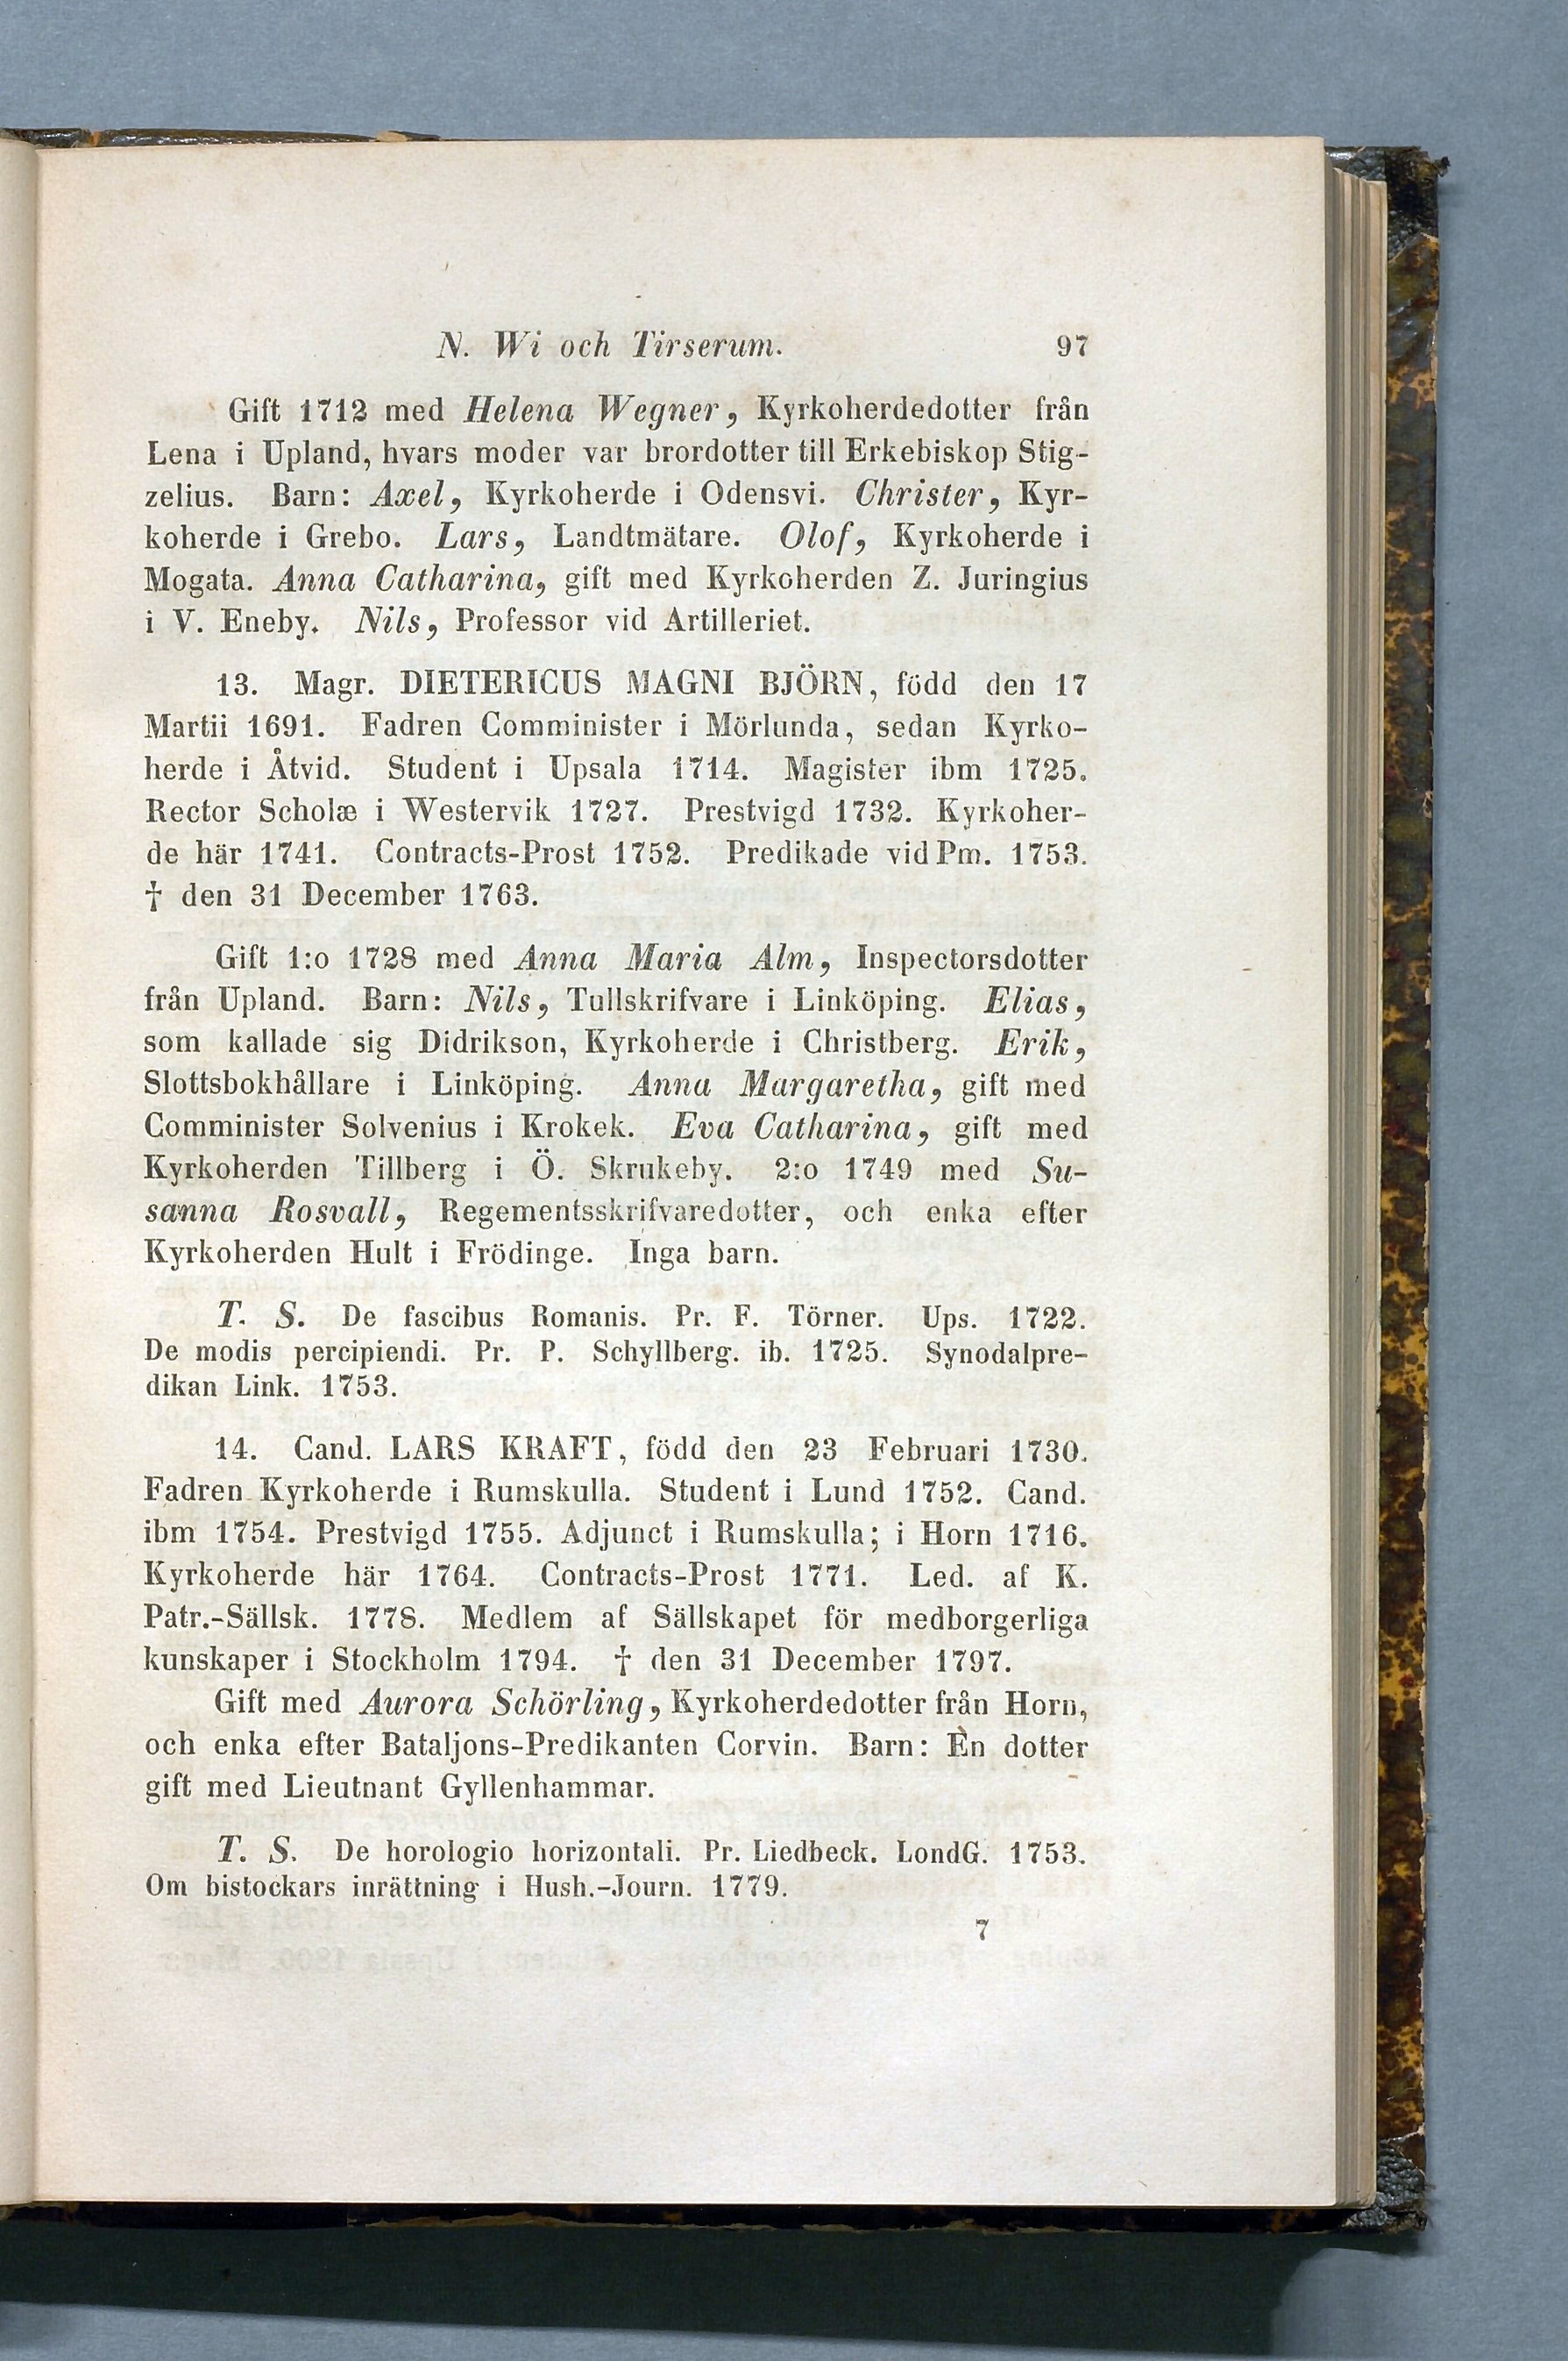 N. Wi och Tirserum. 97
Gift 1712 med Helena Wegner, Kyrkoherdedotter från
Lena i Upland, hvars moder var brordotter till Erkebiskop Stig-
zelius. Barn: Axel, Kyrkoherde i Odensvi. Christer, Kyr-
koherde i Grebo. Lars, Landtmätare. Olof, Kyrkoherde i
Mogata. Anna Catharina, gift med Kyrkoherden Z. Juringius
i V. Eneby. Nils, Professor vid Artilleriet.
13. Magr. DIETERICUS MAGNI BJÖRN, född den 17
Martii 1691. Fadren Comminister i Mörlunda, sedan Kyrko-
herde i Åtvid. Student i Upsala 1714. Magister ibm 1725.
Rector Scholæ i Westervik 1727. Prestvigd 1732. Kyrkoher-
de här 1741. Contracts-Prost 1752. Predikade vid Pm. 1753.
† den 31 December 1763.
Gift 1:o 1728 med Anna Maria Alm, Inspectorsdotter
från Upland. Barn: Nils, Tullskrifvare i Linköping. Elias,
som kallade sig Didrikson, Kyrkoherde i Christberg. Erik,
Slottsbokhållare i Linköping. Anna Margaretha, gift med
Comminister Solvenius i Krokek. Eva Catharina, gift med
Kyrkoherden Tillberg i Ö. Skrukeby. 2:o 1749 med Su-
sanna Rosvall, Regementsskrifvaredotter, och enka efter
Kyrkoherden Hult i Frödinge. Inga barn.
T. S. De fascibus Romanis. Pr. F. Törner. Ups. 1722.
De modis percipiendi. Pr. P. Schyllberg. ib. 1725. Synodalpre-
dikan Link. 1753.
14. Cand. LARS KRAFT, född den 23 Februari 1730.
Fadren Kyrkoherde i Rumskulla. Student i Lund 1752. Cand.
ibm 1754. Prestvigd 1755. Adjunct i Rumskulla; i Horn 1716.
Kyrkoherde här 1764. Contracts-Prost 1771. Led. af K.
Patr.-Sällsk. 1778. Medlem af Sällskapet för medborgerliga
kunskaper i Stockholm 1794. † den 31 December 1797.
Gift med Aurora Schörling, Kyrkoherdedotter från Horn,
och enka efter Bataljons-Predikanten Corvin. Barn: En dotter
gift med Lieutnant Gyllenhammar.
T. S. De horologio horizontali. Pr. Liedbeck. LondG. 1753.
Om bistockars inrättning i Hush.-Journ. 1779.
7